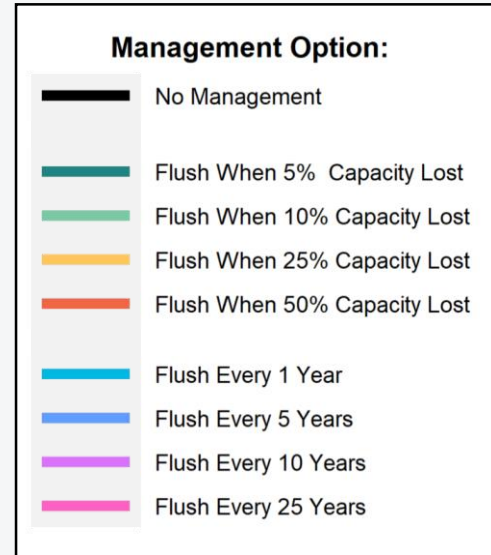 Management Option:
No Management
Flush When 5% Capacity Lost
Flush When 10% Capacity Lost
Flush When 25% Capacity Lost
Flush When 50% Capacity Lost
Flush Every 1 Year
Flush Every 5 Years
Flush Every 10 Years
Flush Every 25 Years